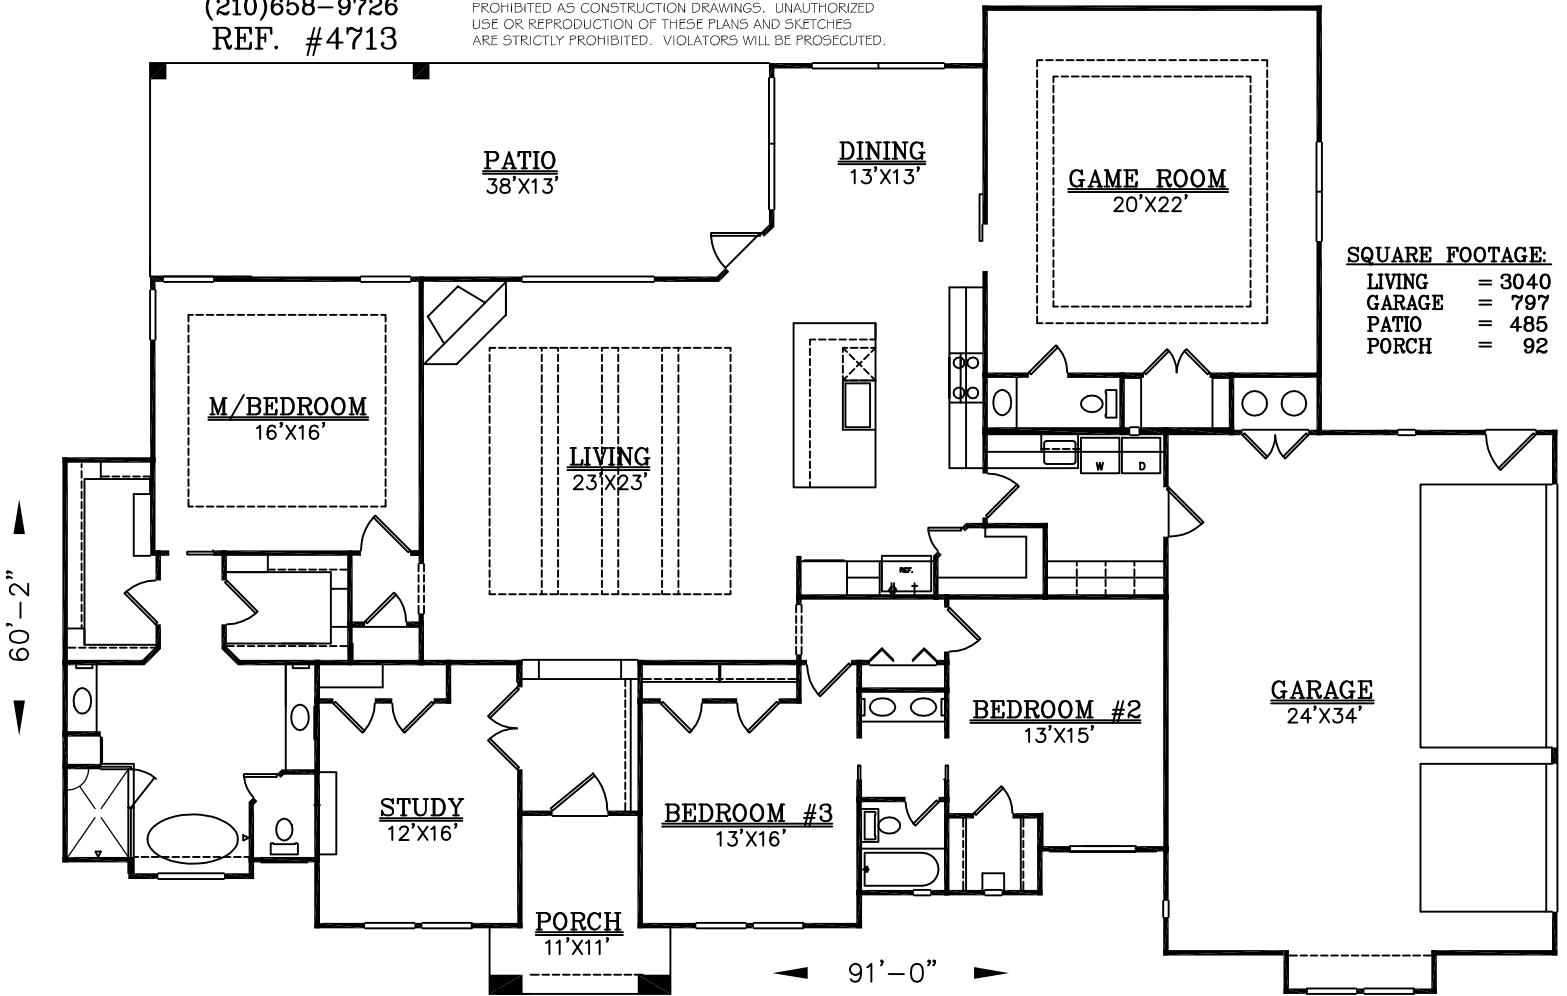 (210)658-9726
REF. #4713
PROHIBITED AS CONSTRUCTION DRAWINGS. UNAUTHORIZED
USE OR REPRODUCTION OF THESE PLANS AND SKETCHES
ARE STRICTLY PROHIBITED. VIOLATORS WILL BE PROSECUTED.
PATIO
38'X13'
DINING
13'X13'
GAME ROOM
20'X22'
SQUARE FOOTAGE:
LIVING = 3040
GARAGE = 797
PATIO = 485
PORCH = 92
M/BEDROOM
16'X16'
LIVING
23'X23'
W
D
REF.
60'-2"
BEDROOM #2
13'X15'
GARAGE
24'X34'
STUDY
12'X16'
BEDROOM #3
13'X16'
PORCH
11'X11'
91'-0"